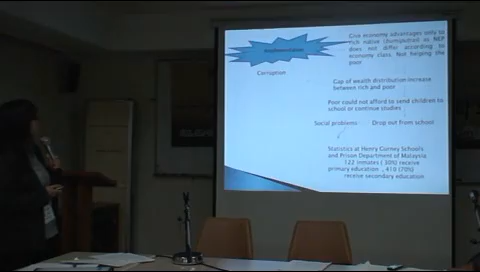 Implementation
Give economy advantages only to
rich native (bumiputra) as NEP
does not differ according to
economy class. Not helping the
poor
Corruption
Gap of wealth distribution increase
between rich and poor
Poor could not afford to send children to
school or continue studies
Social problems
Drop out from school
Statistics at Henry Gurney Schools
and Prison Department of Malaysia
122 inmates ( 30%) receive
primary education , 410 (70%)
receive secondary education